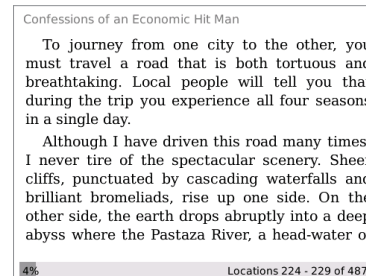 Confessions of an Economic Hit Man
To journey from one city to the other, you
must travel a road that is both tortuous and
breathtaking. Local people will tell you that
during the trip you experience all four seasons
in a single day.
Although I have driven this road many times,
I never tire of the spectacular scenery. Sheer
cliffs, punctuated by cascading waterfalls and
brilliant bromeliads, rise up one side. On the
other side, the earth drops abruptly into a deep
abyss where the Pastaza River, a head-water o
4% Locations 224 - 229 of 487